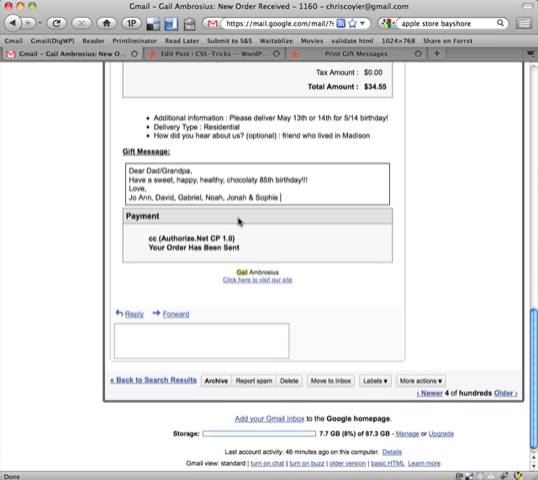 Gmail – Gail Ambrosius: New Order Received – 1160 – chriscoyier@gmail.com
1P
https://mail.google.com/mail/?s
apple store bayshore
Gmail Gmail(DigWP) Reader Printliminator Read Later Submit to S&S Waitablize Movies validate html 1024×768 Share on Forrst
Gmail – Gail Ambrosius: New O... Edit Post ‹ CSS-Tricks — WordP... Print Gift Messages
Tax Amount : $0.00
Total Amount : $34.55
• Additional Information : Please deliver May 13th or 14th for 5/14 birthday!
• Delivery Type : Residential
• How did you hear about us? (optional) : friend who lived in Madison
Gift Message:
Dear Dad/Grandpa,
Have a sweet, happy, healthy, chocolaty 85th birthday!!!
Love,
Jo Ann, David, Gabriel, Noah, Jonah & Sophie
Payment
cc (Authorize.Net CP 1.0)
Your Order Has Been Sent
Gail Ambrosius
Click here to visit our site
Reply Forward
« Back to Search Results Archive Report spam Delete Move to Inbox Labels ▾ More actions ▾
‹ Newer 4 of hundreds Older ›
Add your Gmail inbox to the Google homepage.
Storage: 7.7 GB (8%) of 87.3 GB - Manage or Upgrade
Last account activity: 46 minutes ago on this computer. Details
Gmail view: standard | turn on chat | turn on buzz | older version | basic HTML Learn more
Done